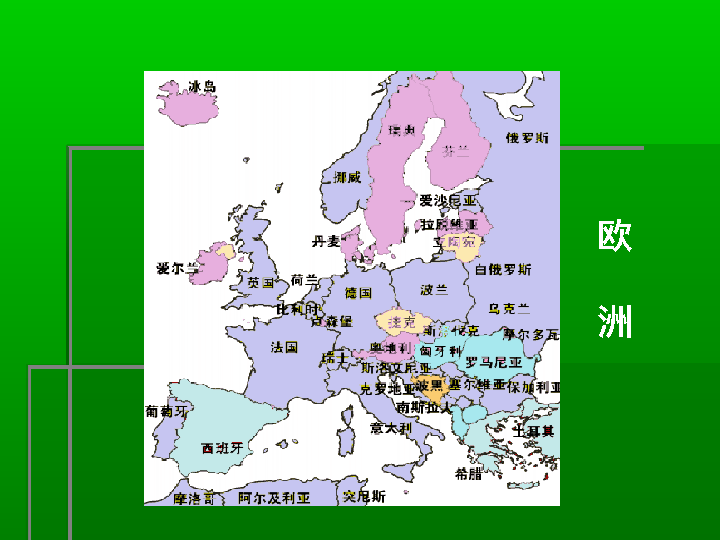 冰岛
瑞典
芬兰
俄罗斯
挪威
爱沙尼亚
拉脱维亚
立陶宛
丹麦
爱尔兰
英国
荷兰
白俄罗斯
德国
波兰
比利时
乌克兰
卢森堡
捷克
斯洛伐克
摩尔多瓦
法国
瑞士
奥地利
匈牙利
罗马尼亚
斯洛文尼亚
克罗地亚
波黑
塞尔维亚
保加利亚
南斯拉夫
葡萄牙
西班牙
意大利
土耳其
希腊
摩洛哥
阿尔及利亚
突尼斯
欧
洲